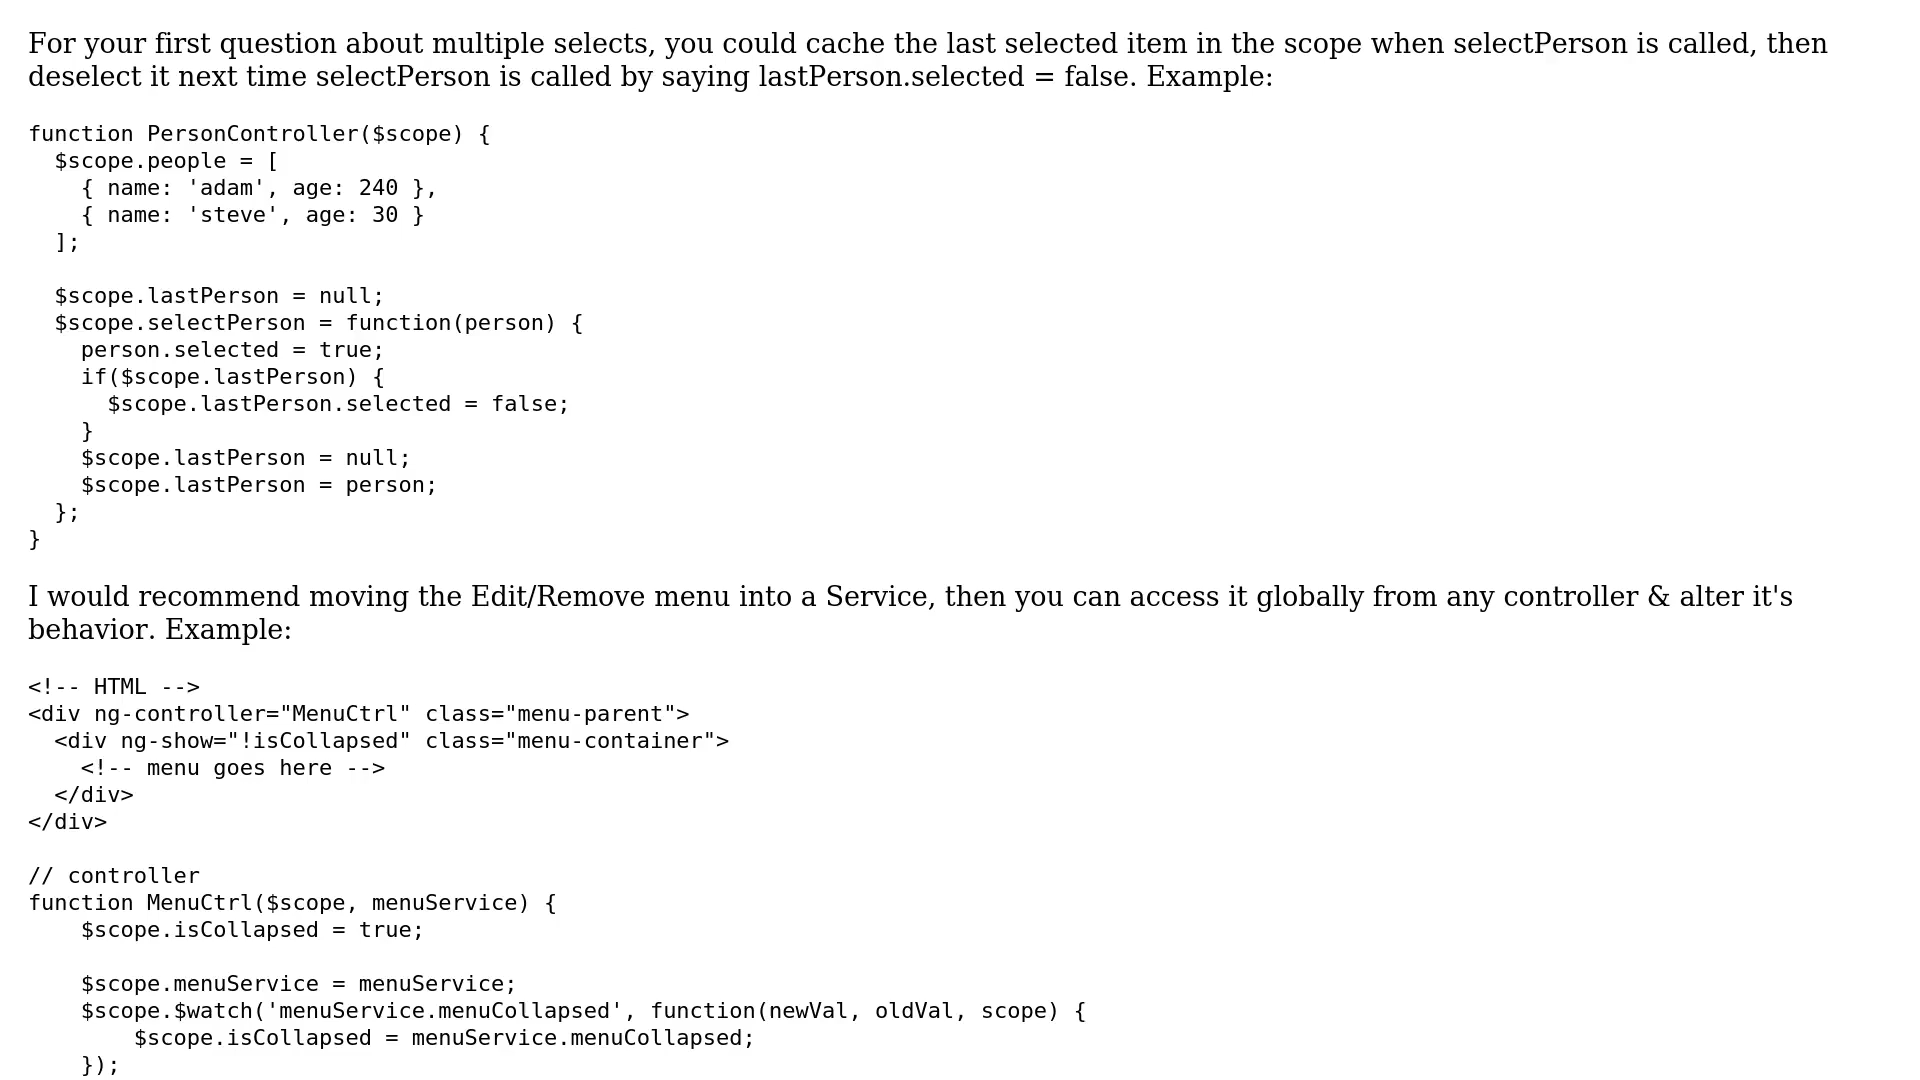 For your first question about multiple selects, you could cache the last selected item in the scope when selectPerson is called, then
deselect it next time selectPerson is called by saying lastPerson.selected = false. Example:
function PersonController($scope) {
  $scope.people = [
    { name: 'adam', age: 240 },
    { name: 'steve', age: 30 }
  ];
  $scope.lastPerson = null;
  $scope.selectPerson = function(person) {
    person.selected = true;
    if($scope.lastPerson) {
      $scope.lastPerson.selected = false;
    }
    $scope.lastPerson = null;
    $scope.lastPerson = person;
  };
}
I would recommend moving the Edit/Remove menu into a Service, then you can access it globally from any controller & alter it's
behavior. Example:
<!-- HTML -->
<div ng-controller="MenuCtrl" class="menu-parent">
  <div ng-show="!isCollapsed" class="menu-container">
    <!-- menu goes here -->
  </div>
</div>
// controller
function MenuCtrl($scope, menuService) {
    $scope.isCollapsed = true;
    $scope.menuService = menuService;
    $scope.$watch('menuService.menuCollapsed', function(newVal, oldVal, scope) {
        $scope.isCollapsed = menuService.menuCollapsed;
    });